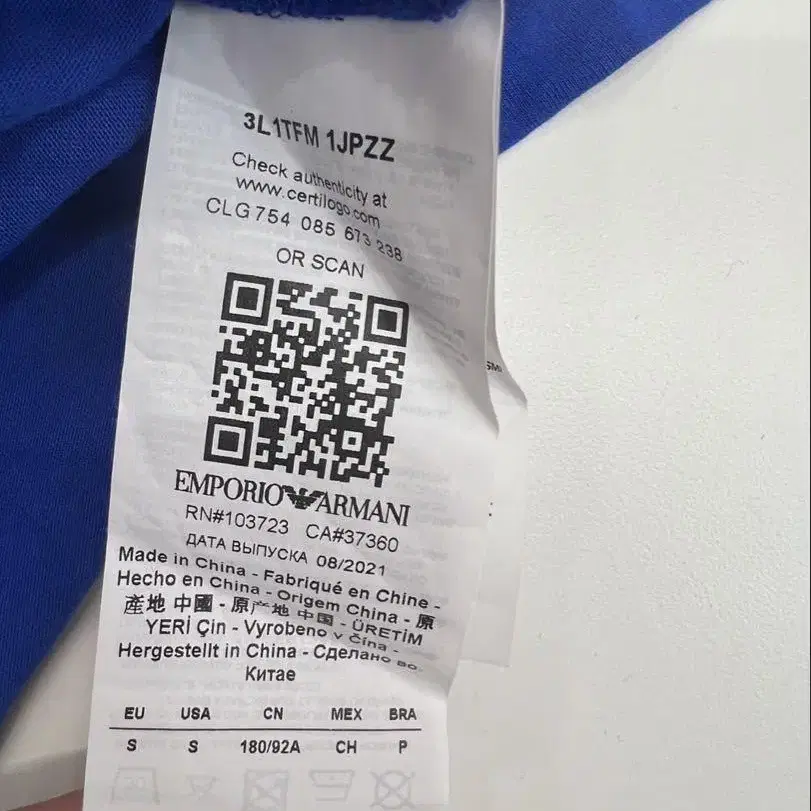 3L1TFM 1JPZZ
Check authenticity at
www.certilogo.com
CLG 754 085 673 238
OR SCAN
EMPORIO ARMANI
RN#103723 CA#37360
ДАТА ВЫПУСКА 08/2021
Made in China - Fabriqué en Chine -
Hecho en China - Origem China - 原
產地 中國 - 原产地 中国 - ÜRETİM
YERİ Çin - Vyrobeno v Čína -
Hergestellt in China - Сделано во
Китае
EU USA CN MEX BRA
S S 180/92A CH P